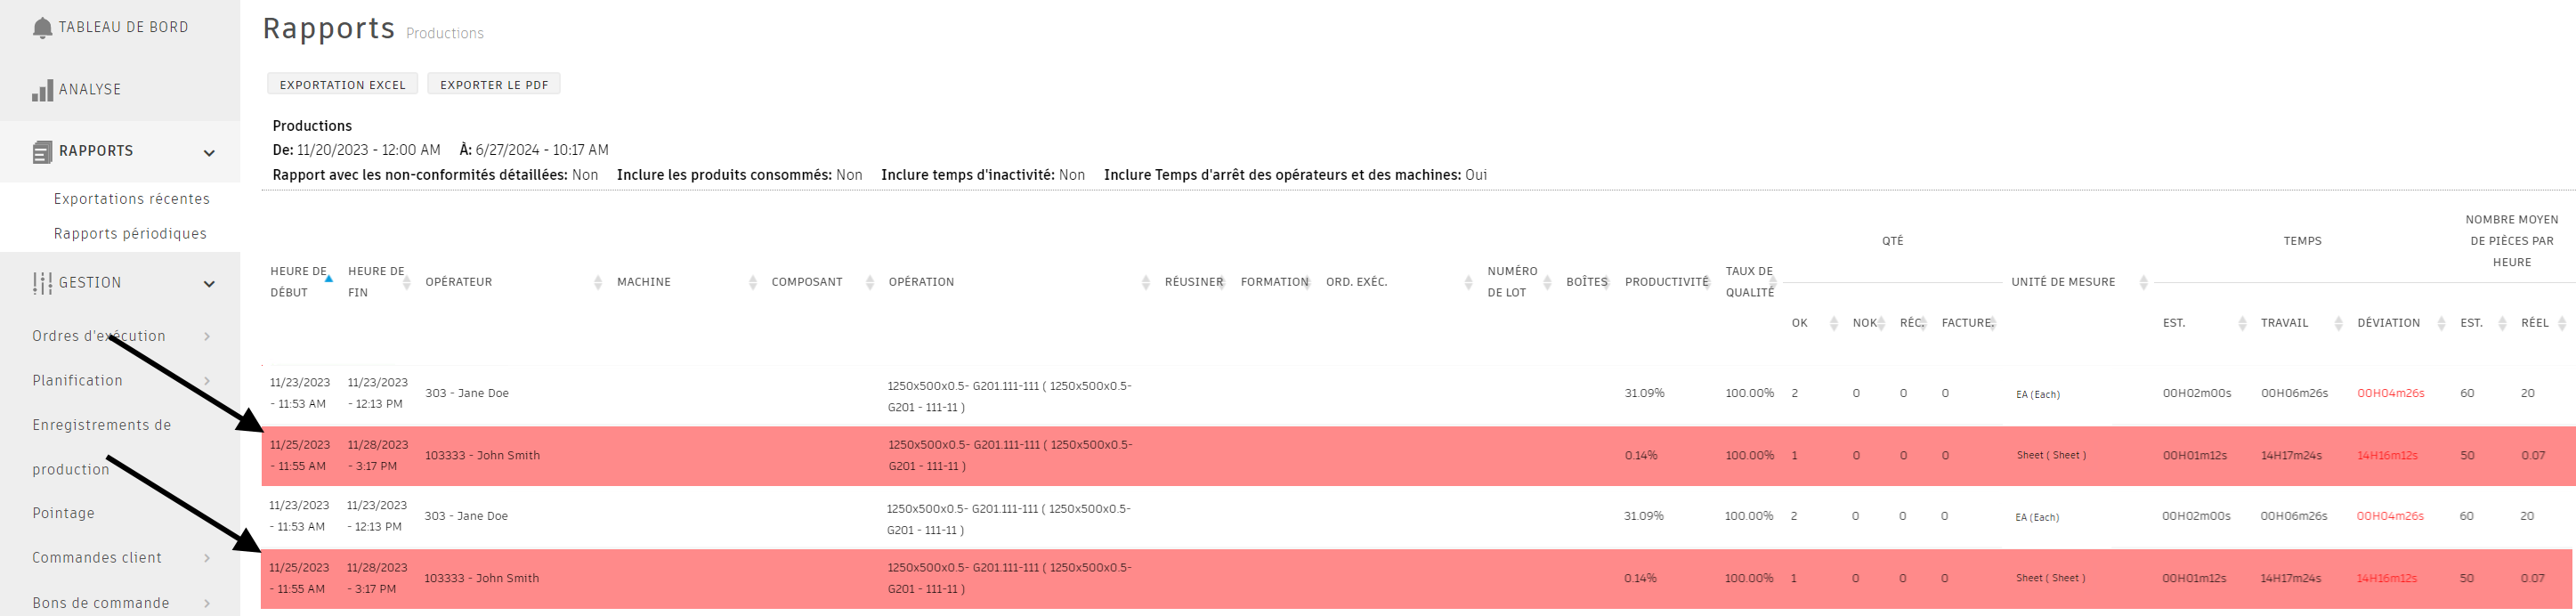 TABLEAU DE BORD
ANALYSE
RAPPORTS
Exportations récentes
Rapports périodiques
GESTION
Ordres d'exécution
Planification
Enregistrements de
production
Pointage
Commandes client
Bons de commande
Rapports Productions
EXPORTATION EXCEL EXPORTER LE PDF
Productions
De: 11/20/2023 - 12:00 AM À: 6/27/2024 - 10:17 AM
Rapport avec les non-conformités détaillées: Non Inclure les produits consommés: Non Inclure temps d'inactivité: Non Inclure Temps d'arrêt des opérateurs et des machines: Oui
NOMBRE MOYEN
QTÉ TEMPS DE PIÈCES PAR
HEURE
HEURE DE HEURE DE NUMÉRO TAUX DE
OPÉRATEUR MACHINE COMPOSANT OPÉRATION RÉUSINER FORMATION ORD. EXÉC. BOÎTES PRODUCTIVITÉ UNITÉ DE MESURE
DÉBUT FIN DE LOT QUALITÉ
OK NOK RÉC. FACTURE. EST. TRAVAIL DÉVIATION EST. RÉEL
11/23/2023 11/23/2023 1250x500x0.5- G201.111-111 ( 1250x500x0.5-
303 - Jane Doe 31.09% 100.00% 2 0 0 0 EA (Each) 00H02m00s 00H06m26s 00H04m26s 60 20
- 11:53 AM - 12:13 PM G201 - 111-11 )
11/25/2023 11/28/2023 1250x500x0.5- G201.111-111 ( 1250x500x0.5-
103333 - John Smith 0.14% 100.00% 1 0 0 0 Sheet ( Sheet ) 00H01m12s 14H17m24s 14H16m12s 50 0.07
- 11:55 AM - 3:17 PM G201 - 111-11 )
11/23/2023 11/23/2023 1250x500x0.5- G201.111-111 ( 1250x500x0.5-
303 - Jane Doe 31.09% 100.00% 2 0 0 0 EA (Each) 00H02m00s 00H06m26s 00H04m26s 60 20
- 11:53 AM - 12:13 PM G201 - 111-11 )
11/25/2023 11/28/2023 1250x500x0.5- G201.111-111 ( 1250x500x0.5-
103333 - John Smith 0.14% 100.00% 1 0 0 0 Sheet ( Sheet ) 00H01m12s 14H17m24s 14H16m12s 50 0.07
- 11:55 AM - 3:17 PM G201 - 111-11 )